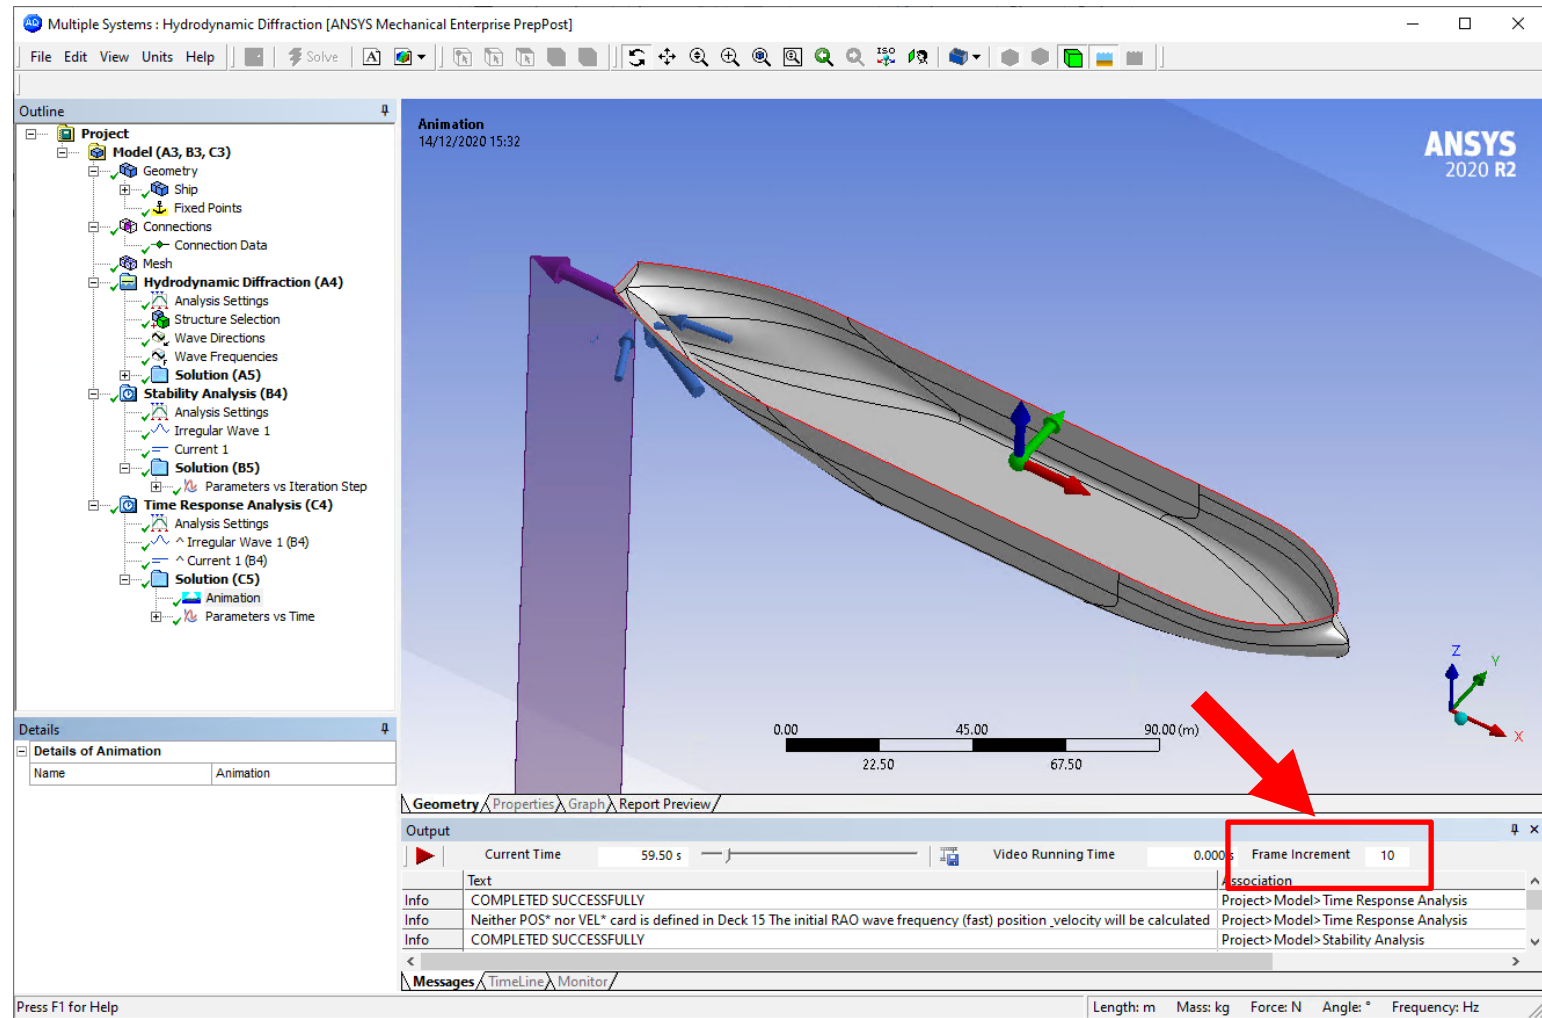 Multiple Systems : Hydrodynamic Diffraction [ANSYS Mechanical Enterprise PrepPost]
File Edit View Units Help Solve A ISO
Outline
Project
Model (A3, B3, C3)
Geometry
Ship
Fixed Points
Connections
Connection Data
Mesh
Hydrodynamic Diffraction (A4)
Analysis Settings
Structure Selection
Wave Directions
Wave Frequencies
Solution (A5)
Stability Analysis (B4)
Analysis Settings
Irregular Wave 1
Current 1
Solution (B5)
Parameters vs Iteration Step
Time Response Analysis (C4)
Analysis Settings
^ Irregular Wave 1 (B4)
^ Current 1 (B4)
Solution (C5)
Animation
Parameters vs Time
Details
Details of Animation
Name Animation
Animation
14/12/2020 15:32
ANSYS
2020 R2
Z
Y
X
0.00 45.00 90.00 (m)
22.50 67.50
Geometry Properties Graph Report Preview
Output
Current Time 59.50 s Video Running Time 0.000 s Frame Increment 10
Text Association
Info COMPLETED SUCCESSFULLY Project>Model>Time Response Analysis
Info Neither POS* nor VEL* card is defined in Deck 15 The initial RAO wave frequency (fast) position _velocity will be calculated Project>Model>Time Response Analysis
Info COMPLETED SUCCESSFULLY Project>Model>Stability Analysis
Messages TimeLine Monitor
Press F1 for Help Length: m Mass: kg Force: N Angle: ° Frequency: Hz